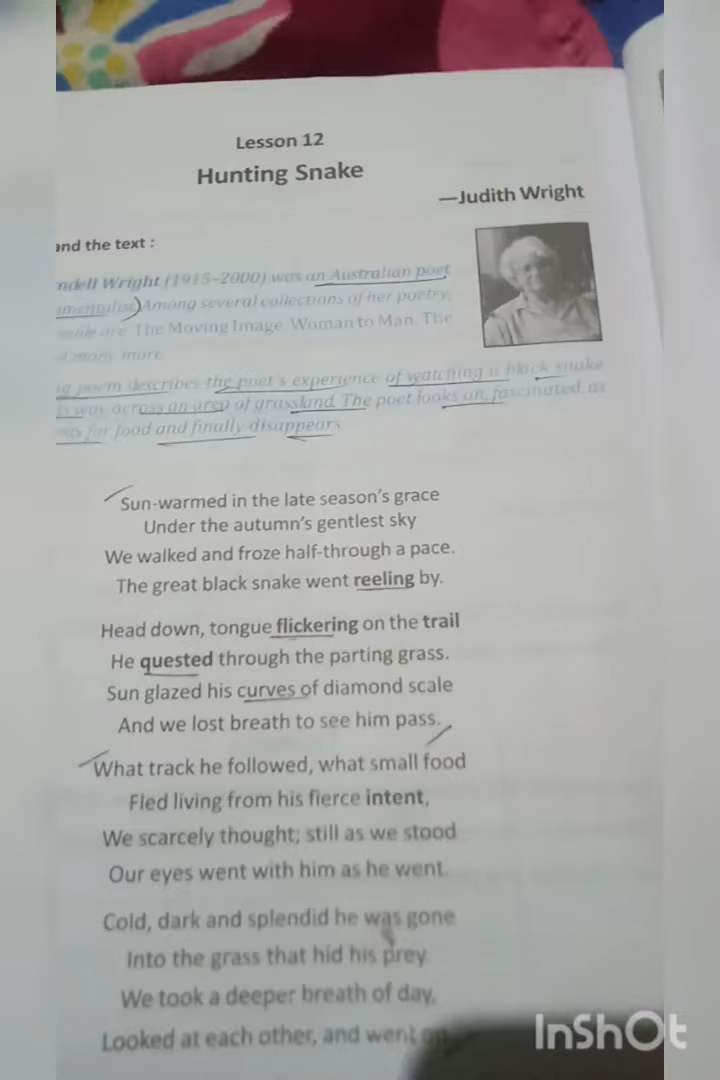 Lesson 12
Hunting Snake
—Judith Wright
and the text :
ndell Wright (1915–2000) was an Australian poet
Among several collections of her poetry,
are The Moving Image, Woman to Man, The
many more
poem describes the poet's experience of watching a black snake
way across an area of grassland. The poet looks on, fascinated, as
for food and finally disappears
Sun-warmed in the late season's grace
Under the autumn's gentlest sky
We walked and froze half-through a pace.
The great black snake went reeling by.
Head down, tongue flickering on the trail
He quested through the parting grass.
Sun glazed his curves of diamond scale
And we lost breath to see him pass.
What track he followed, what small food
Fled living from his fierce intent,
We scarcely thought; still as we stood
Our eyes went with him as he went.
Cold, dark and splendid he was gone
Into the grass that hid his prey
We took a deeper breath of day,
Looked at each other, and went on
InShOt